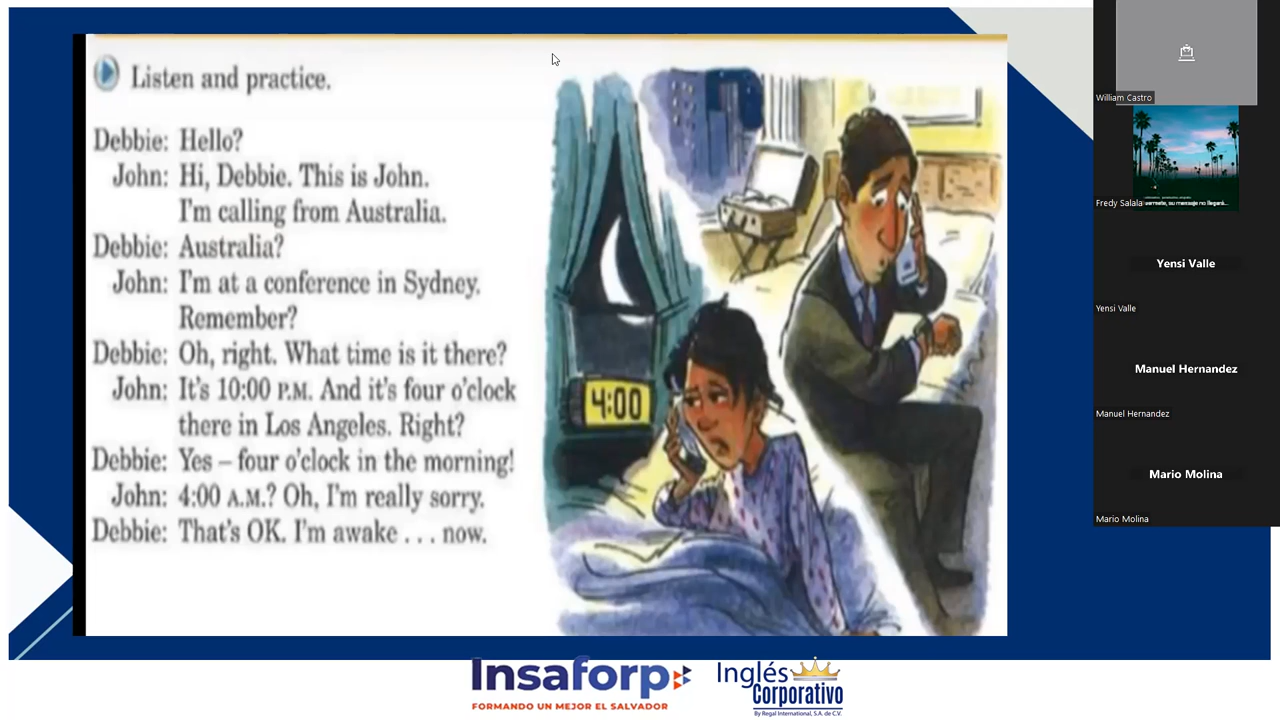 Listen and practice.
Debbie: Hello?
John: Hi, Debbie. This is John.
I'm calling from Australia.
Debbie: Australia?
John: I'm at a conference in Sydney.
Remember?
Debbie: Oh, right. What time is it there?
John: It's 10:00 P.M. And it's four o'clock
there in Los Angeles. Right?
Debbie: Yes – four o'clock in the morning!
John: 4:00 A.M.? Oh, I'm really sorry.
Debbie: That's OK. I'm awake . . . now.
4:00
William Castro
Fredy Salala
su mensaje no llegará...
Yensi Valle
Yensi Valle
Manuel Hernandez
Manuel Hernandez
Mario Molina
Mario Molina
Insaforp
FORMANDO UN MEJOR EL SALVADOR
Inglés
Corporativo
By Regal International, S.A. de C.V.